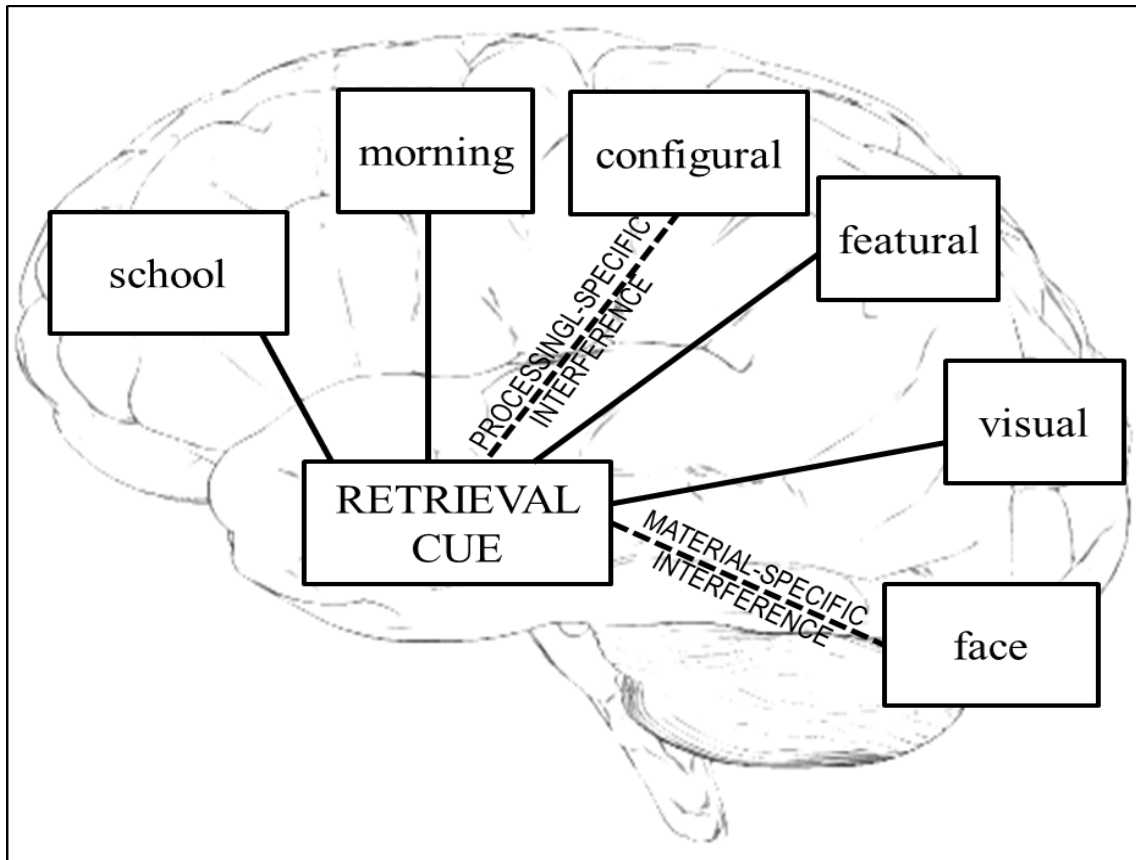 morning
configural
featural
school
PROCESSINGL-SPECIFIC
INTERFERENCE
visual
RETRIEVAL
CUE
MATERIAL-SPECIFIC
INTERFERENCE
face